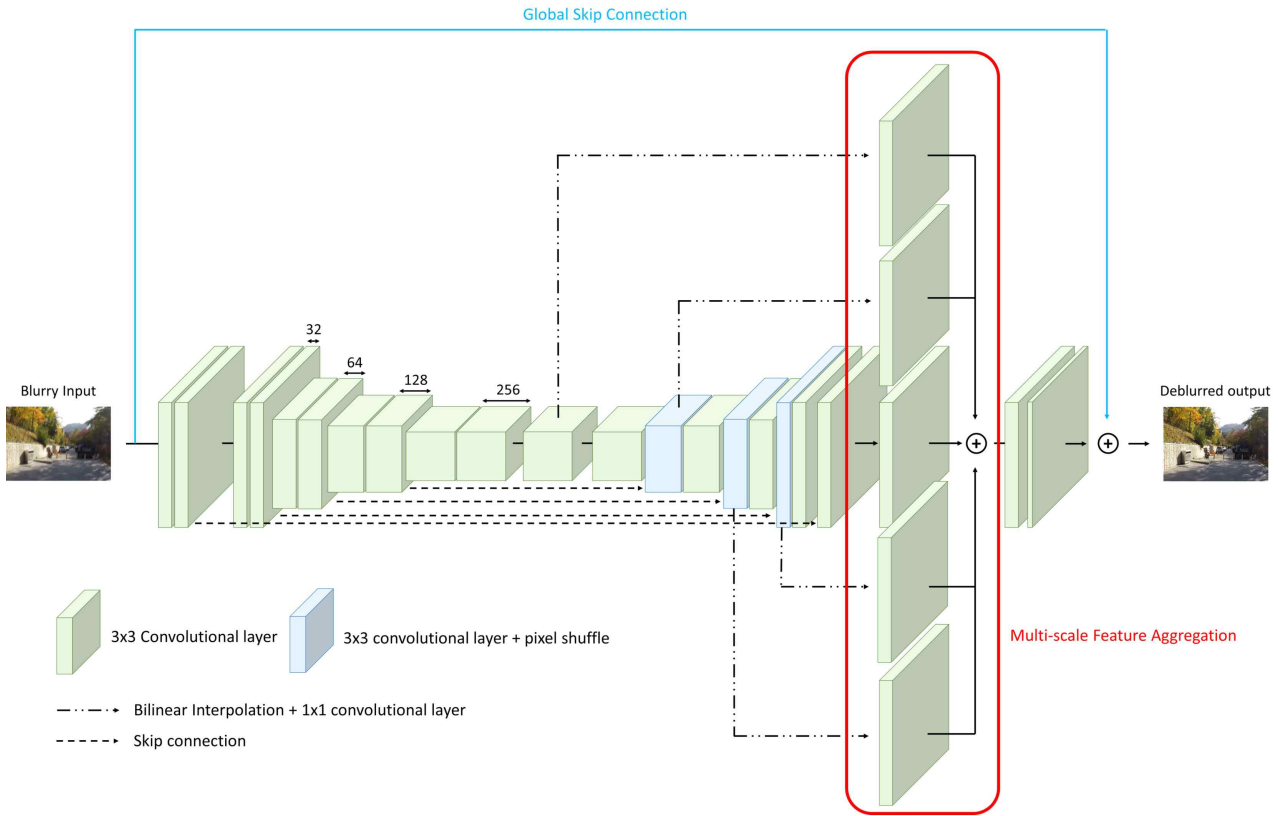 Global Skip Connection
32
64
128
256
Blurry Input
Deblurred output
3x3 Convolutional layer
3x3 convolutional layer + pixel shuffle
Multi-scale Feature Aggregation
Bilinear Interpolation + 1x1 convolutional layer
Skip connection